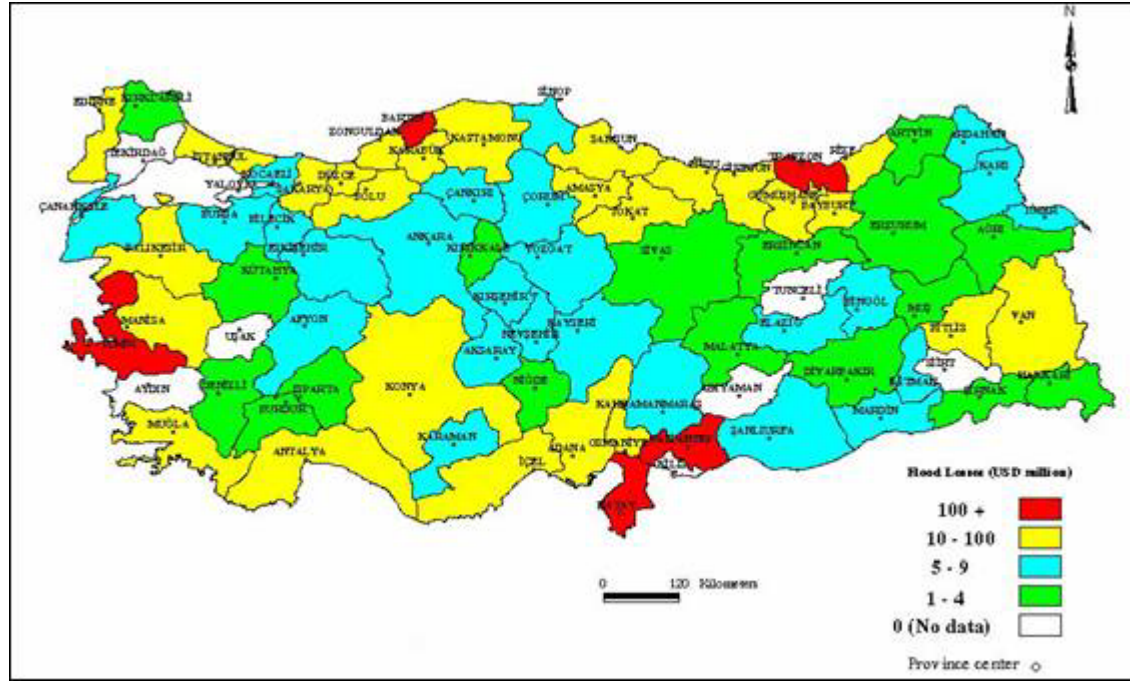 N
SİNOP
EDİRNE
KIRKLARELİ
BARTIN
ZONGULDAK
KASTAMONU
SAMSUN
ARTVİN
ARDAHAN
TEKİRDAĞ
İSTANBUL
KARABÜK
ORDU
GİRESUN
TRABZON
RİZE
KARS
YALOVA
KOCAELİ
SAKARYA
DÜZCE
BOLU
ÇANKIRI
ÇORUM
AMASYA
TOKAT
GÜMÜŞHANE
BAYBURT
ÇANAKKALE
BURSA
BİLECİK
ANKARA
ERZURUM
IĞDIR
BALIKESİR
ESKİŞEHİR
KIRIKKALE
YOZGAT
SİVAS
ERZİNCAN
AĞRI
KÜTAHYA
KIRŞEHİR
TUNCELİ
BİNGÖL
MUŞ
VAN
MANİSA
UŞAK
AFYON
NEVŞEHİR
KAYSERİ
ELAZIĞ
BİTLİS
İZMİR
AKSARAY
MALATYA
SİİRT
AYDIN
DENİZLİ
ISPARTA
KONYA
NİĞDE
ADIYAMAN
DİYARBAKIR
BATMAN
HAKKARİ
BURDUR
KAHRAMANMARAŞ
ŞIRNAK
MARDİN
MUĞLA
ANTALYA
KARAMAN
İÇEL
ADANA
OSMANİYE
GAZİANTEP
ŞANLIURFA
HATAY
Flood Losses (USD million)
100 +
10 - 100
5 - 9
1 - 4
0 (No data)
Province center
0 120 Kilometers